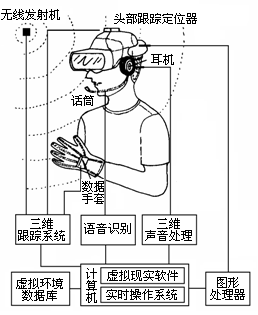 无线发射机
头部跟踪定位器
耳机
话筒
数据
手套
三维
跟踪系统
语音识别
三维
声音处理
虚拟环境
数据库
计算机
虚拟现实软件
实时操作系统
图形
处理器